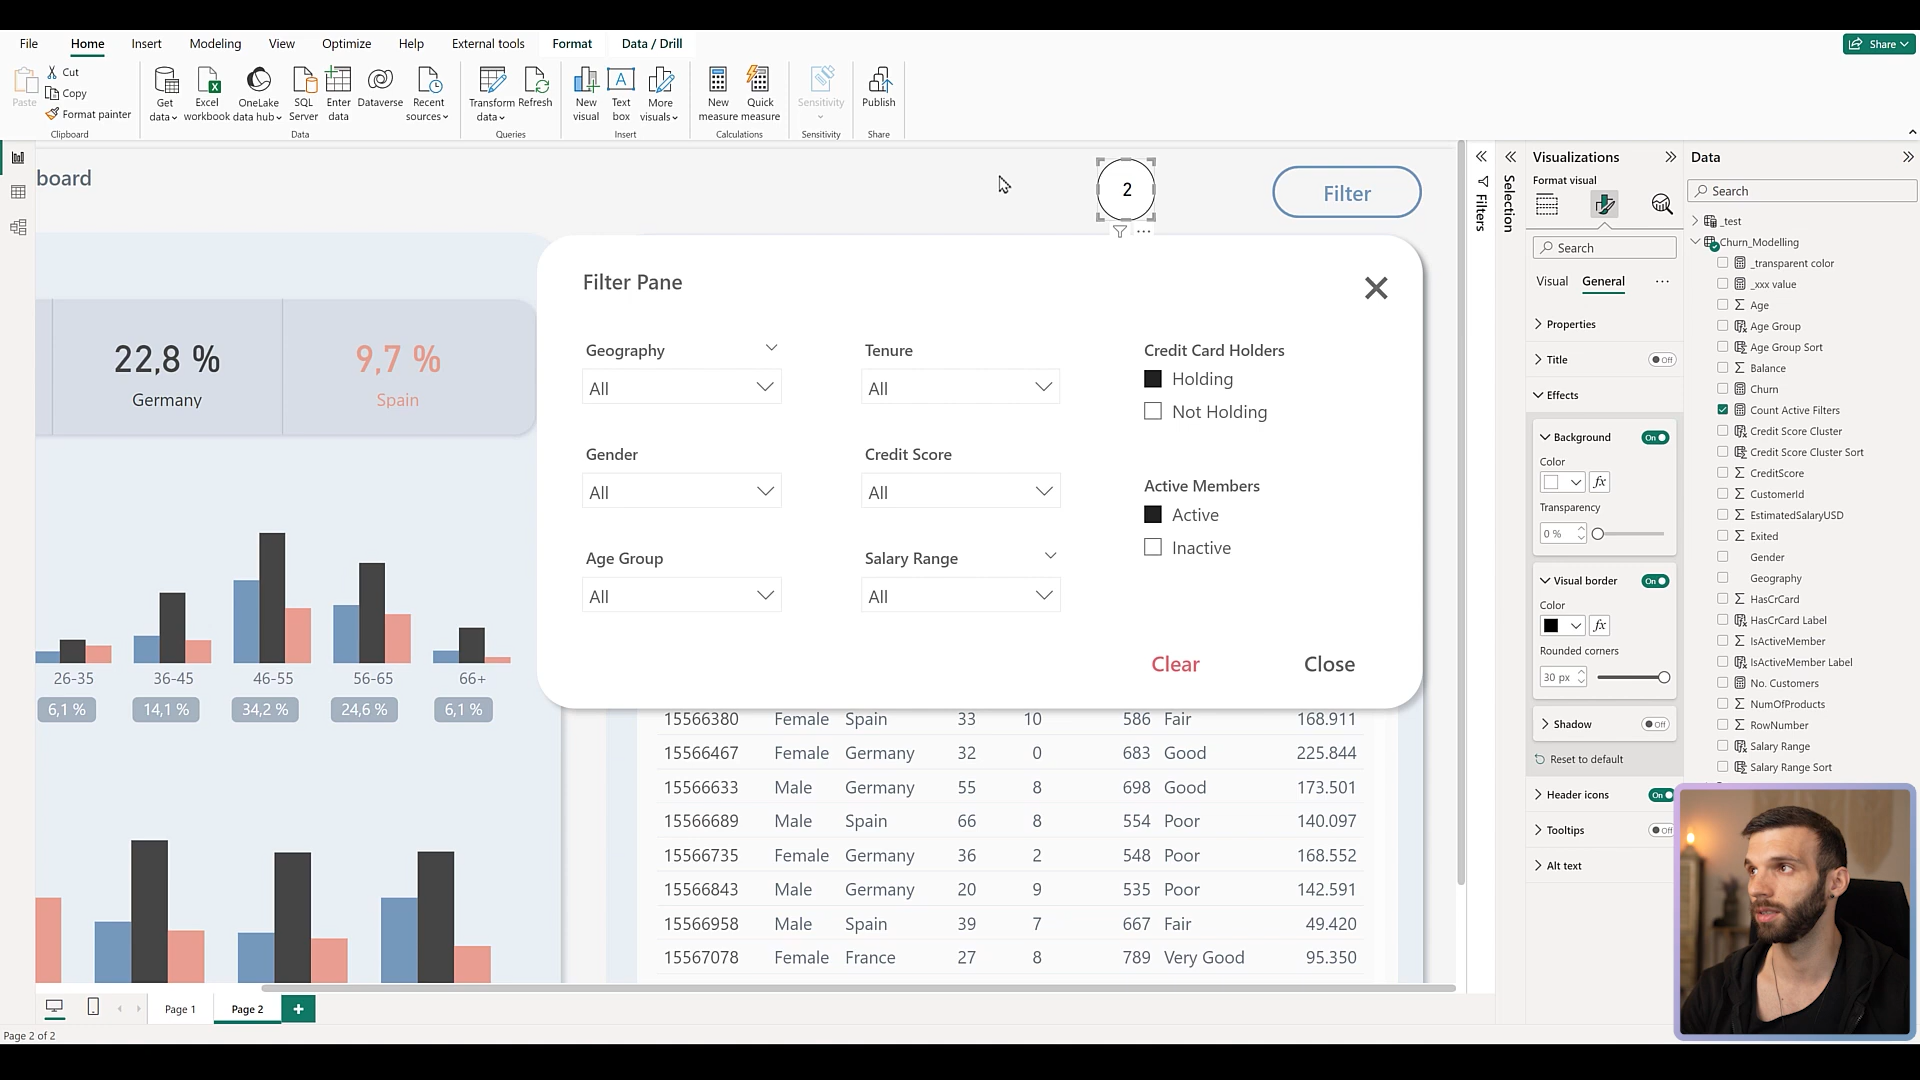 File Home Insert Modeling View Optimize Help External tools Format Data / Drill Share
Paste
Cut
Copy
Format painter
Clipboard
Get data
Excel workbook
OneLake data hub
SQL Server
Enter data
Dataverse
Recent sources
Data
Transform data
Refresh
Queries
New visual
Text box
More visuals
Insert
New measure
Quick measure
Calculations
Sensitivity
Sensitivity
Publish
Share
board
2
Filter
22,8 %
Germany
9,7 %
Spain
26-35 36-45 46-55 56-65 66+
6,1 % 14,1 % 34,2 % 24,6 % 6,1 %
Filter Pane
Geography
All
Tenure
All
Credit Card Holders
Holding
Not Holding
Gender
All
Credit Score
All
Active Members
Active
Inactive
Age Group
All
Salary Range
All
Clear Close
15566380 Female Spain 33 10 586 Fair 168.911
15566467 Female Germany 32 0 683 Good 225.844
15566633 Male Germany 55 8 698 Good 173.501
15566689 Male Spain 66 8 554 Poor 140.097
15566735 Female Germany 36 2 548 Poor 168.552
15566843 Male Germany 20 9 535 Poor 142.591
15566958 Male Spain 39 7 667 Fair 49.420
15567078 Female France 27 8 789 Very Good 95.350
Filters
Selection
Visualizations
Format visual
Search
Visual General
Properties
Title Off
Effects
Background On
Color
fx
Transparency
0 %
Visual border On
Color
fx
Rounded corners
30 px
Shadow Off
Reset to default
Header icons On
Tooltips Off
Alt text
Data
Search
_test
Churn_Modelling
_transparent color
_xxx value
Age
Age Group
Age Group Sort
Balance
Churn
Count Active Filters
Credit Score Cluster
Credit Score Cluster Sort
CreditScore
CustomerId
EstimatedSalaryUSD
Exited
Gender
Geography
HasCrCard
HasCrCard Label
IsActiveMember
IsActiveMember Label
No. Customers
NumOfProducts
RowNumber
Salary Range
Salary Range Sort
Page 1 Page 2
Page 2 of 2